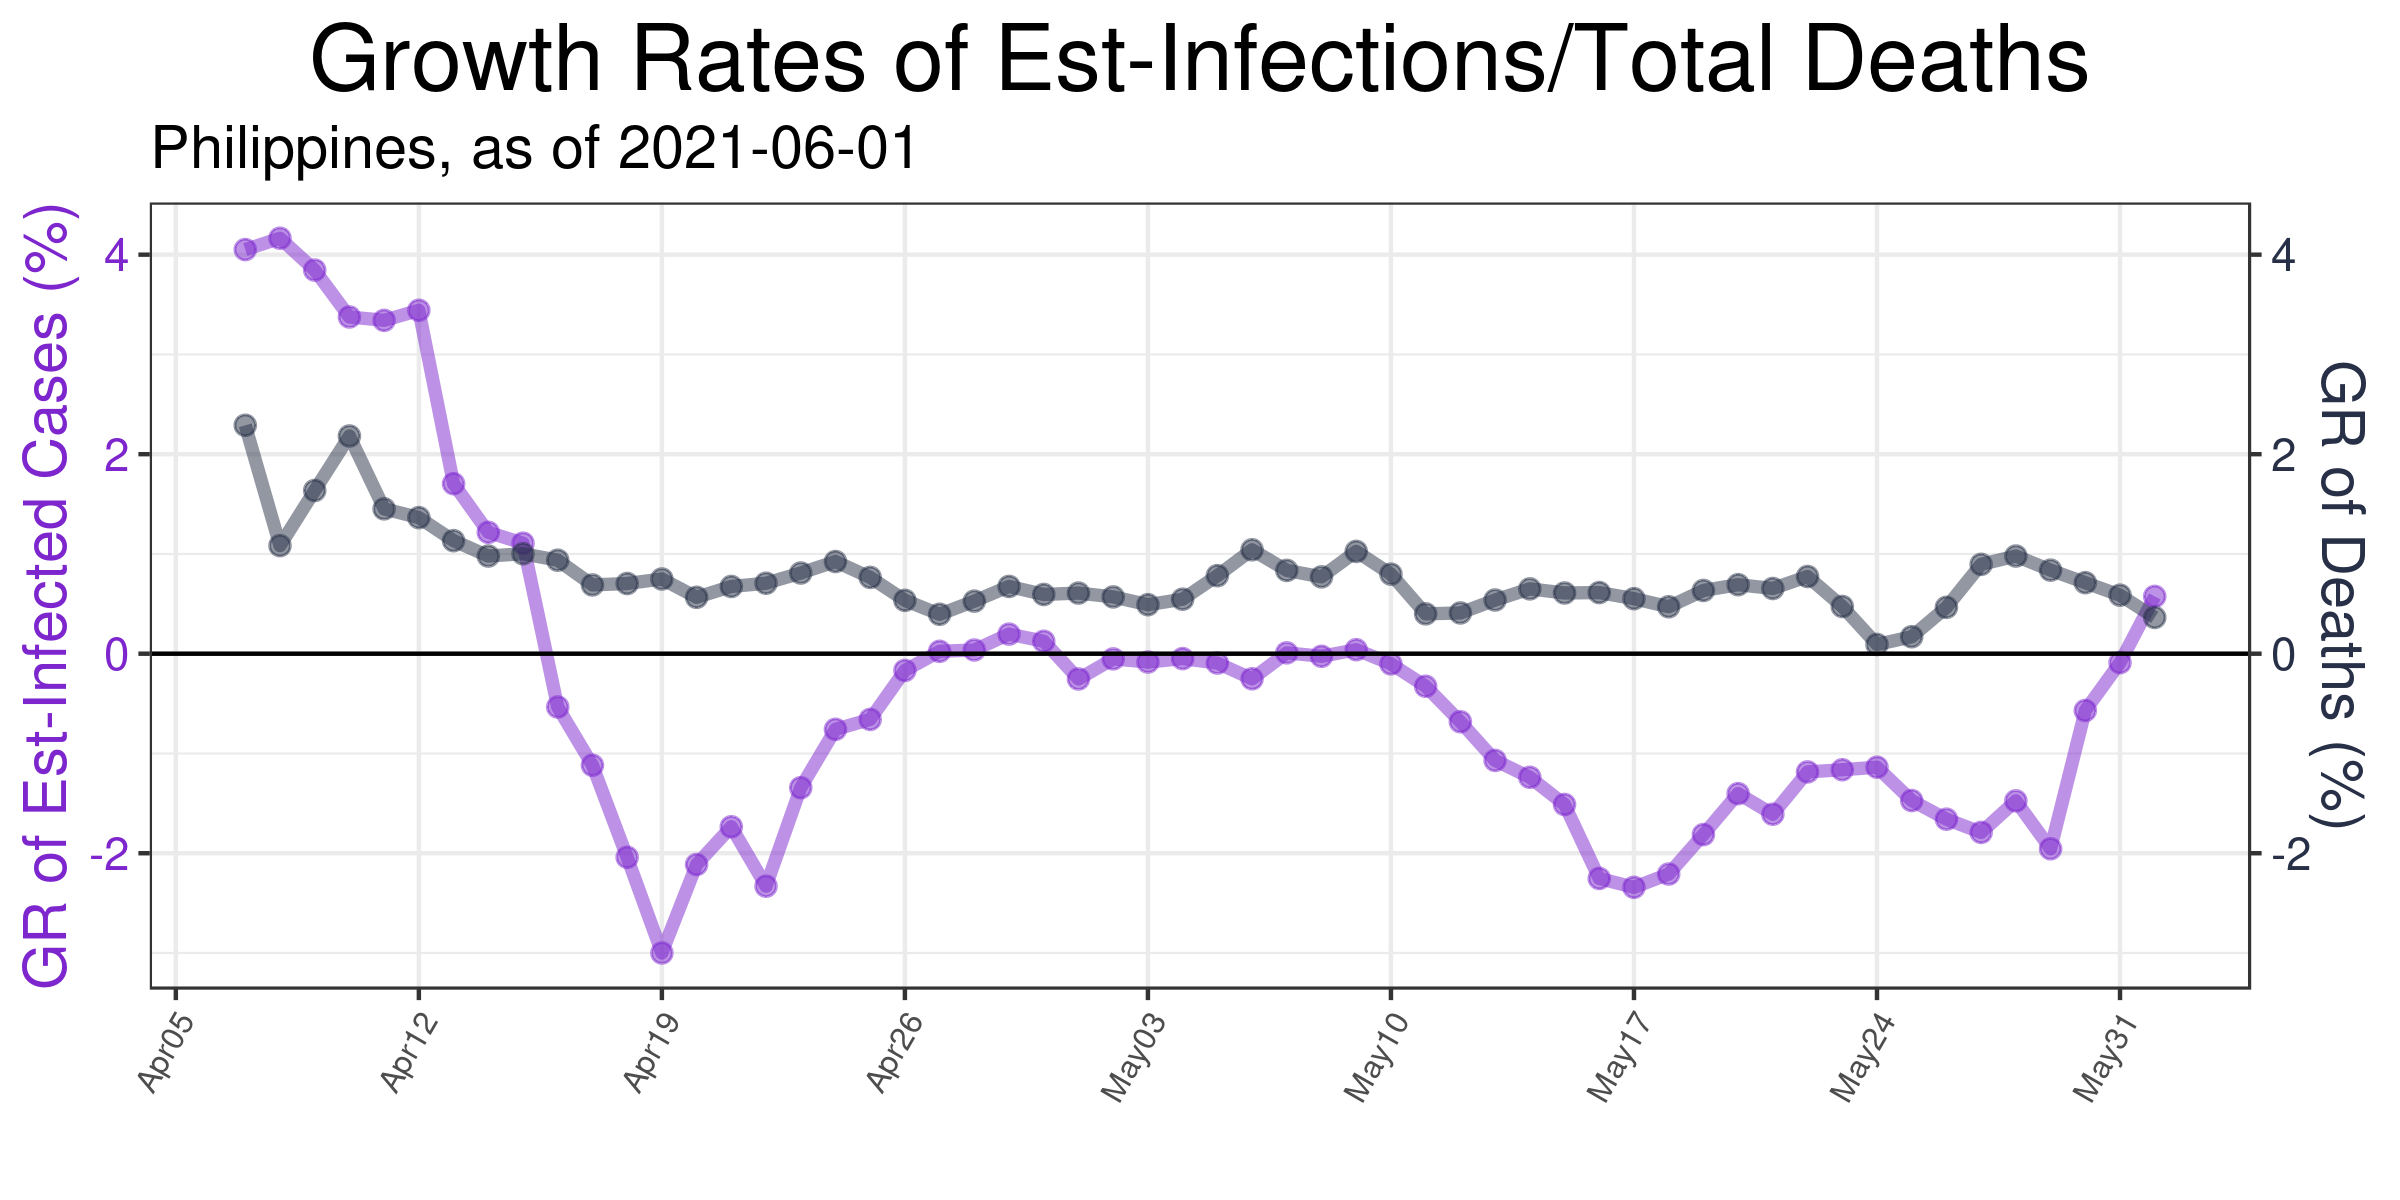 Growth Rates of Est-Infections/Total Deaths
Philippines, as of 2021-06-01
GR of Est-Infected Cases (%)
4
2
0
-2
4
2
0
-2
GR of Deaths (%)
Apr05
Apr12
Apr19
Apr26
May03
May10
May17
May24
May31